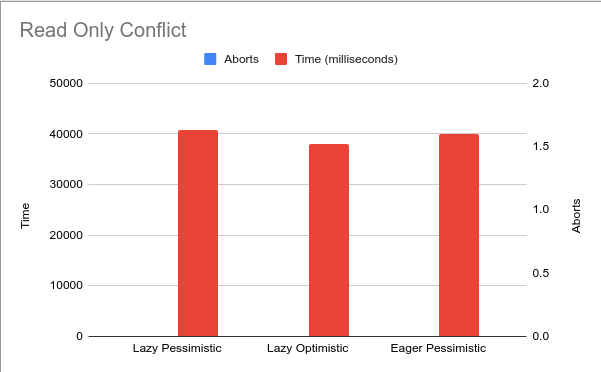 Read Only Conflict
Aborts Time (milliseconds)
50000 2.0
40000
1.5
30000
1.0
20000
0.5
10000
0 0.0
Time
Aborts
Lazy Pessimistic Lazy Optimistic Eager Pessimistic